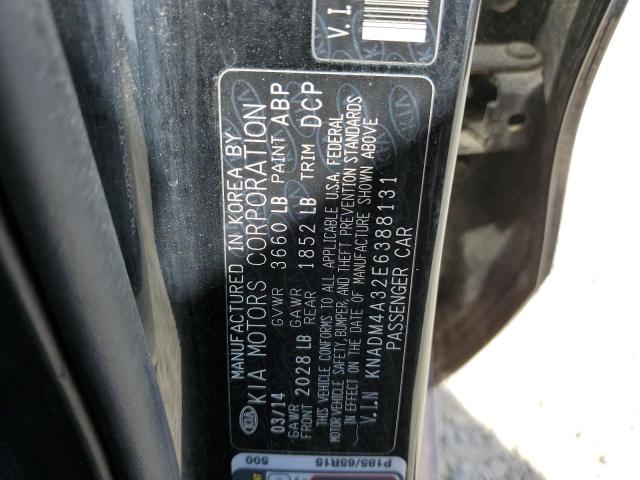 V.I.
KIA
MANUFACTURED IN KOREA BY
KIA MOTORS CORPORATION
03/14 GVWR 3660 LB PAINT ABP
GAWR FRONT 2028 LB GAWR REAR 1852 LB TRIM DCP
THIS VEHICLE CONFORMS TO ALL APPLICABLE U.S.A. FEDERAL
MOTOR VEHICLE SAFETY, BUMPER, AND THEFT PREVENTION STANDARDS
IN EFFECT ON THE DATE OF MANUFACTURE SHOWN ABOVE
V.I.N KNADM4A32E6388131
PASSENGER CAR
P185/65R15
500